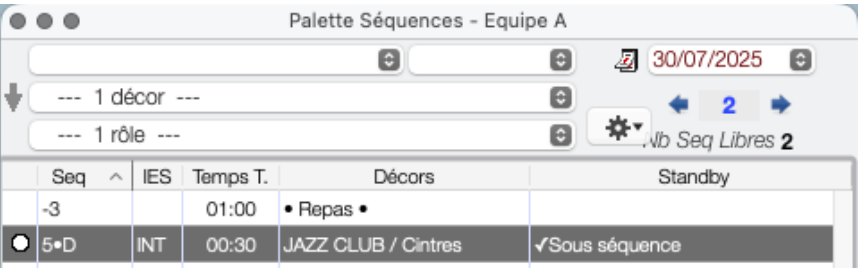 Palette Séquences - Equipe A
30/07/2025
--- 1 décor ---
2
--- 1 rôle ---
Nb Seq Libres 2
Seq IES Temps T. Décors Standby
-3 01:00 • Repas •
5•D INT 00:30 JAZZ CLUB / Cintres ✓Sous séquence